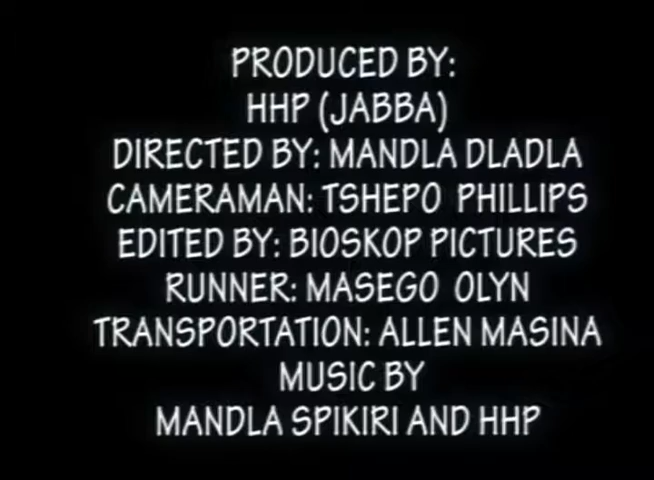 PRODUCED BY:
HHP (JABBA)
DIRECTED BY: MANDLA DLADLA
CAMERAMAN: TSHEPO PHILLIPS
EDITED BY: BIOSKOP PICTURES
RUNNER: MASEGO OLYN
TRANSPORTATION: ALLEN MASINA
MUSIC BY
MANDLA SPIKIRI AND HHP